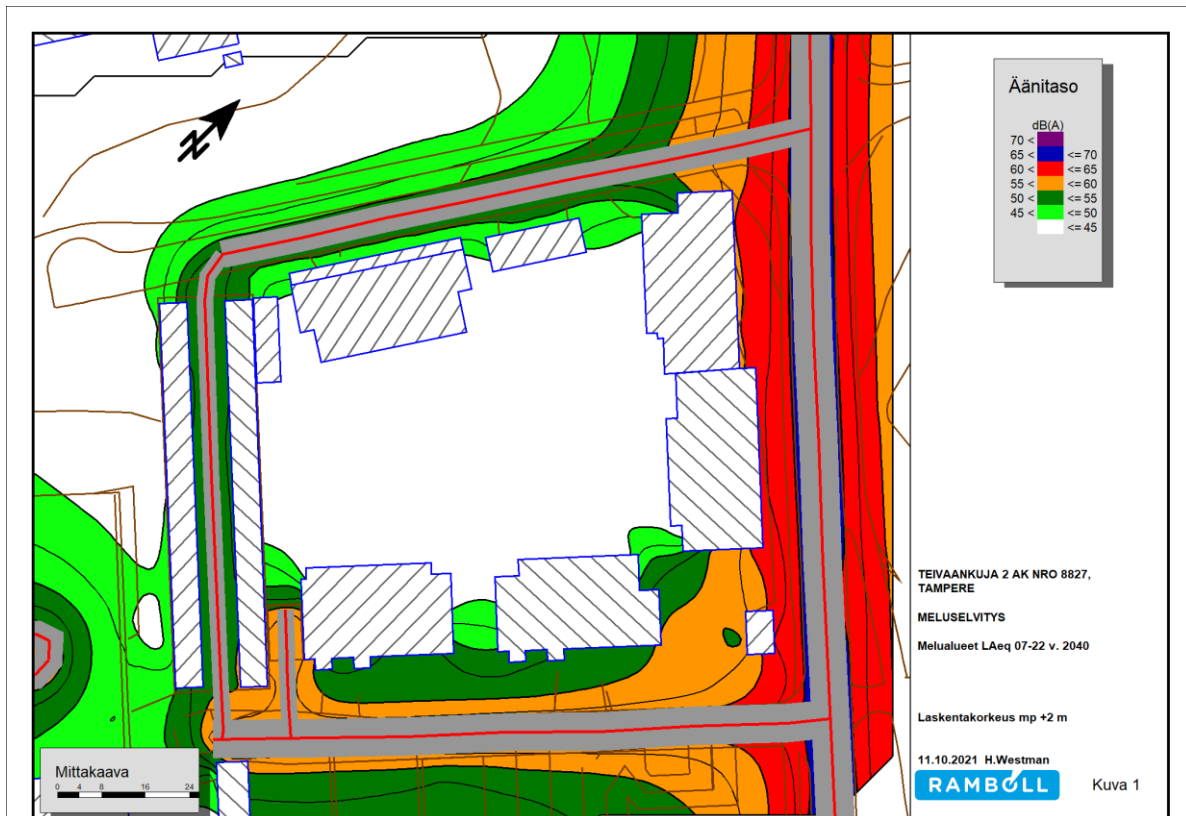 Äänitaso
dB(A)
70 <
65 < <= 70
60 < <= 65
55 < <= 60
50 < <= 55
45 < <= 50
<= 45
TEIVAANKUJA 2 AK NRO 8827,
TAMPERE
MELUSELVITYS
Melualueet LAeq 07-22 v. 2040
Laskentakorkeus mp +2 m
11.10.2021 H.Westman
RAMBOLL Kuva 1
Mittakaava
0 4 8 16 24
N